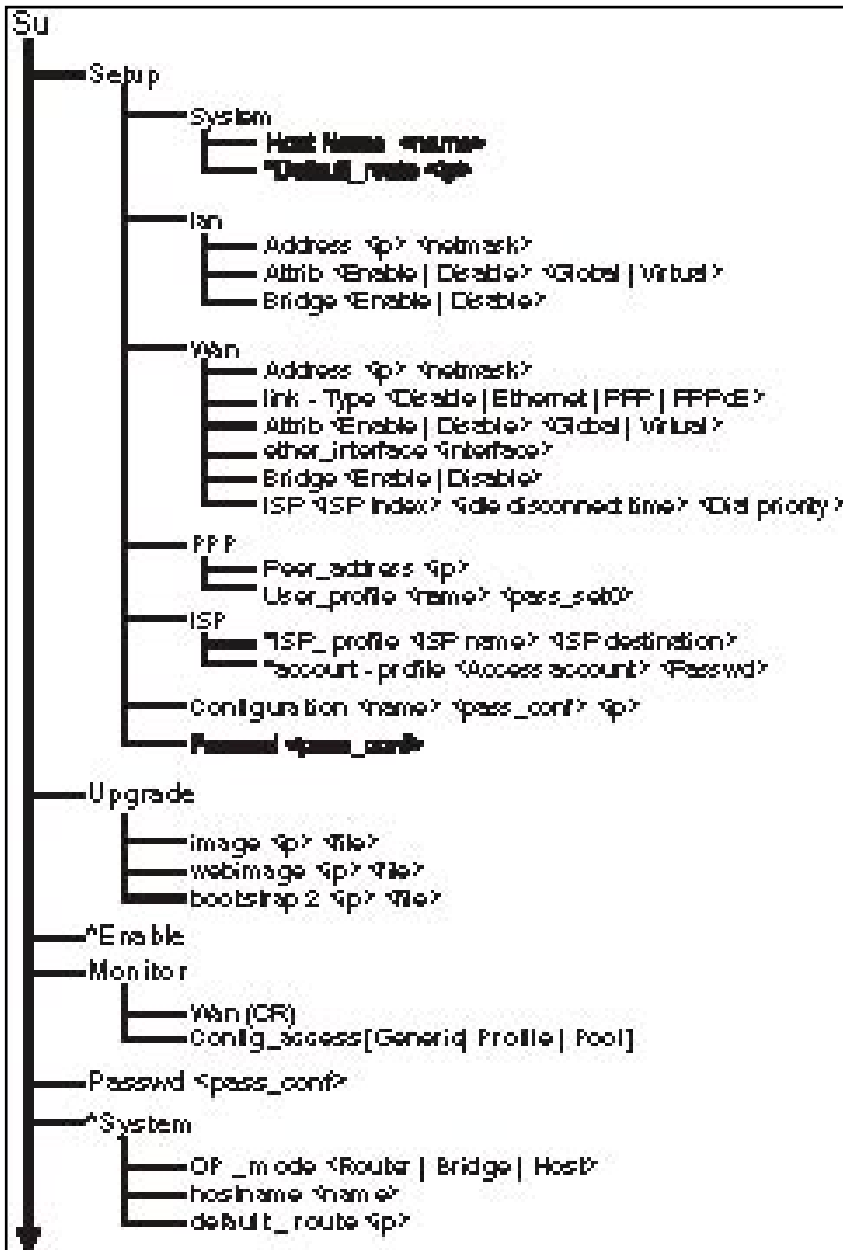 Su
Setup
System
Host Name <name>
*Default_route <ip>
lan
Address <ip> <netmask>
Attrib <Enable | Disable> <Global | Virtual>
Bridge <Enable | Disable>
Wan
Address <ip> <netmask>
link - Type <Disable | Ethernet | PPP | PPPoE>
Attrib <Enable | Disable> <Global | Virtual>
ether_interface <interface>
Bridge <Enable | Disable>
ISP <ISP index> <idle disconnect time> <Dial priority>
PPP
Peer_address <ip>
User_profile <name> <pass_set0>
ISP
*ISP_ profile <ISP name> <ISP destination>
*account - profile <Access account> <Passwd>
Configuration <name> <pass_conf> <ip>
Passwd <pass_conf>
Upgrade
image <ip> <file>
webimage <ip> <file>
bootstrap 2 <ip> <file>
^Enable
Monitor
Wan (CR)
Config_assess [Generic| Profile | Pool]
Passwd <pass_conf>
^System
OP _mode <Router | Bridge | Host>
hostname <name>
default_ route <ip>